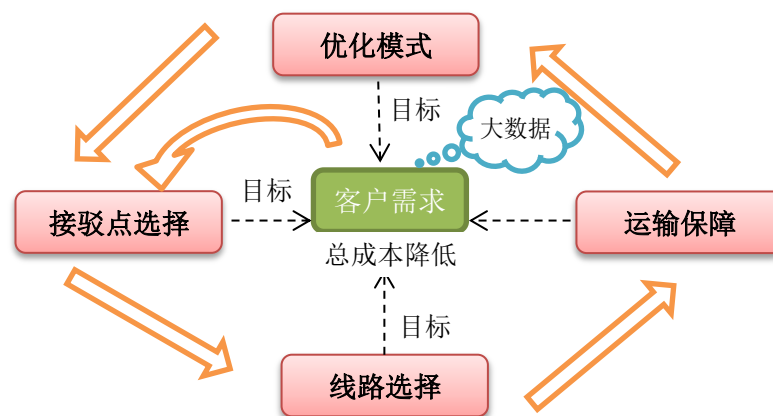 优化模式
目标
大数据
目标
客户需求
接驳点选择
运输保障
总成本降低
目标
线路选择